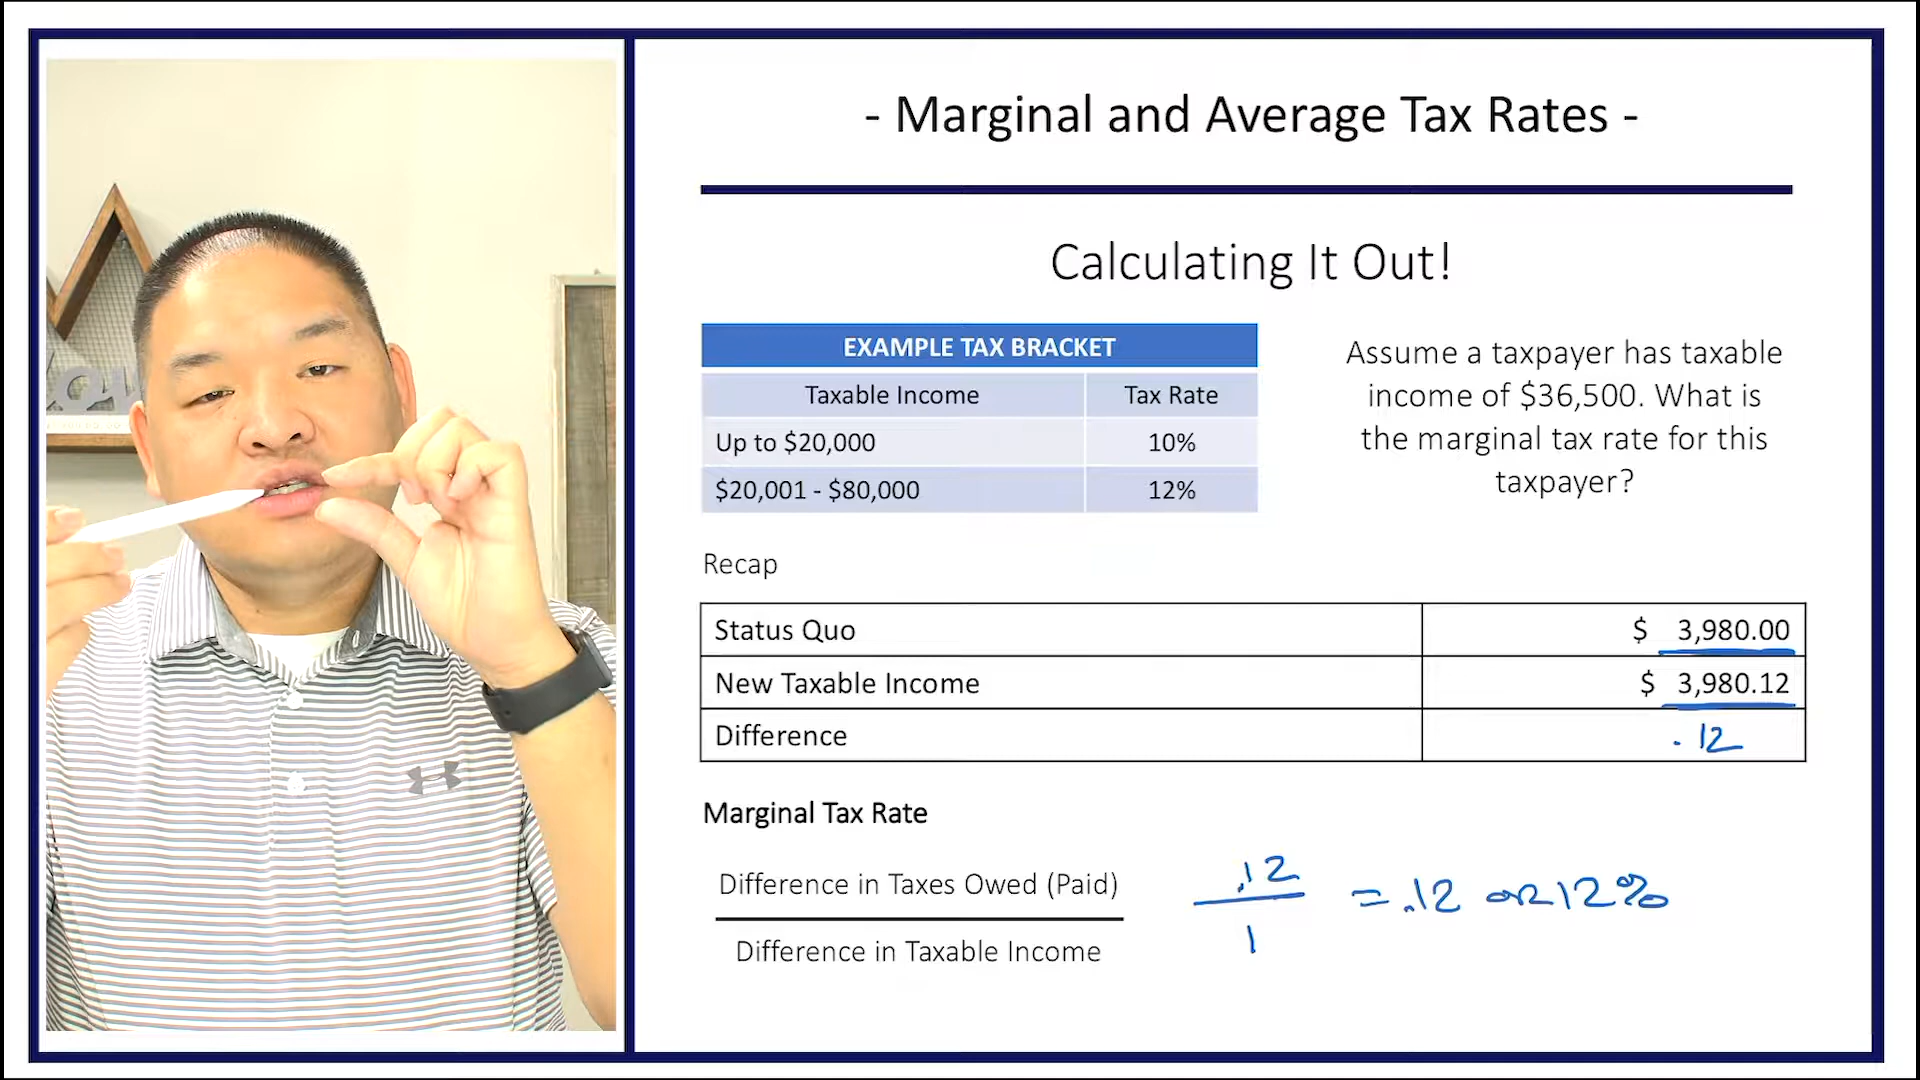 - Marginal and Average Tax Rates -
Calculating It Out!
EXAMPLE TAX BRACKET
Taxable Income Tax Rate
Up to $20,000 10%
$20,001 - $80,000 12%
Assume a taxpayer has taxable
income of $36,500. What is
the marginal tax rate for this
taxpayer?
Recap
Status Quo $ 3,980.00
New Taxable Income $ 3,980.12
Difference .12
Marginal Tax Rate
Difference in Taxes Owed (Paid)
Difference in Taxable Income
.12
1
= .12 or 12%